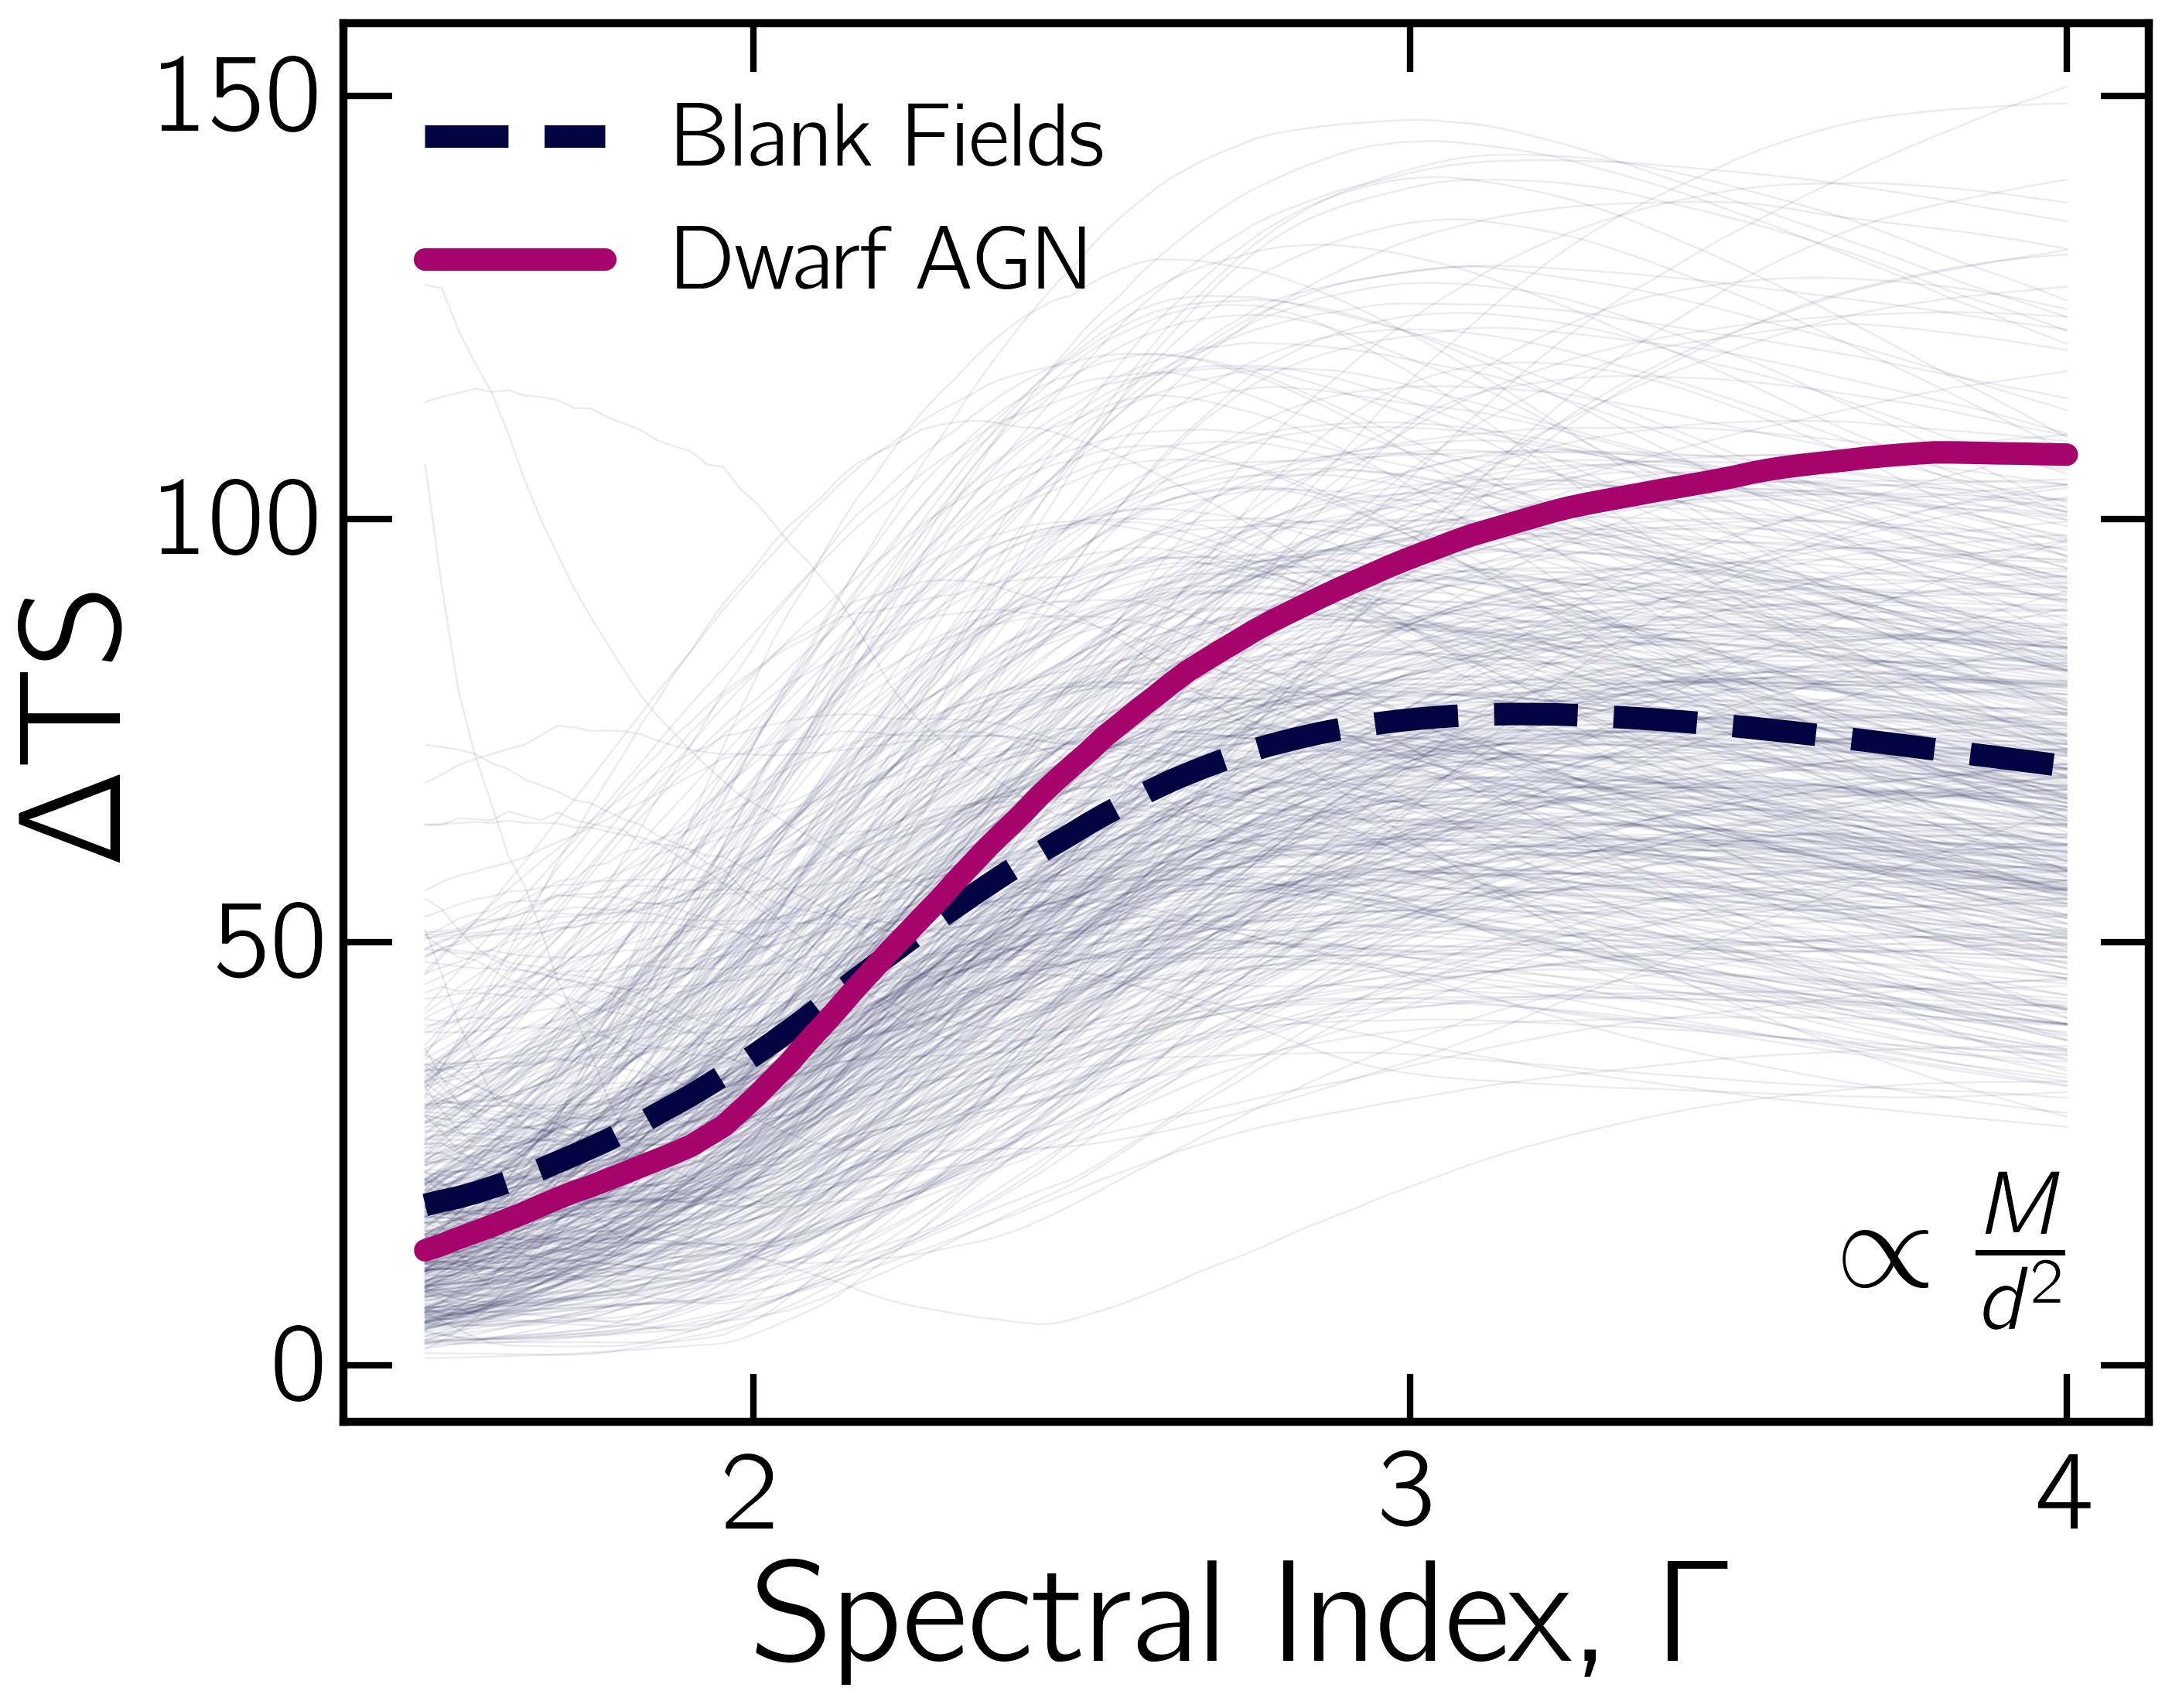 150
100
50
0
ΔTS
Blank Fields
Dwarf AGN
∝ M/d²
2 3 4
Spectral Index, Γ